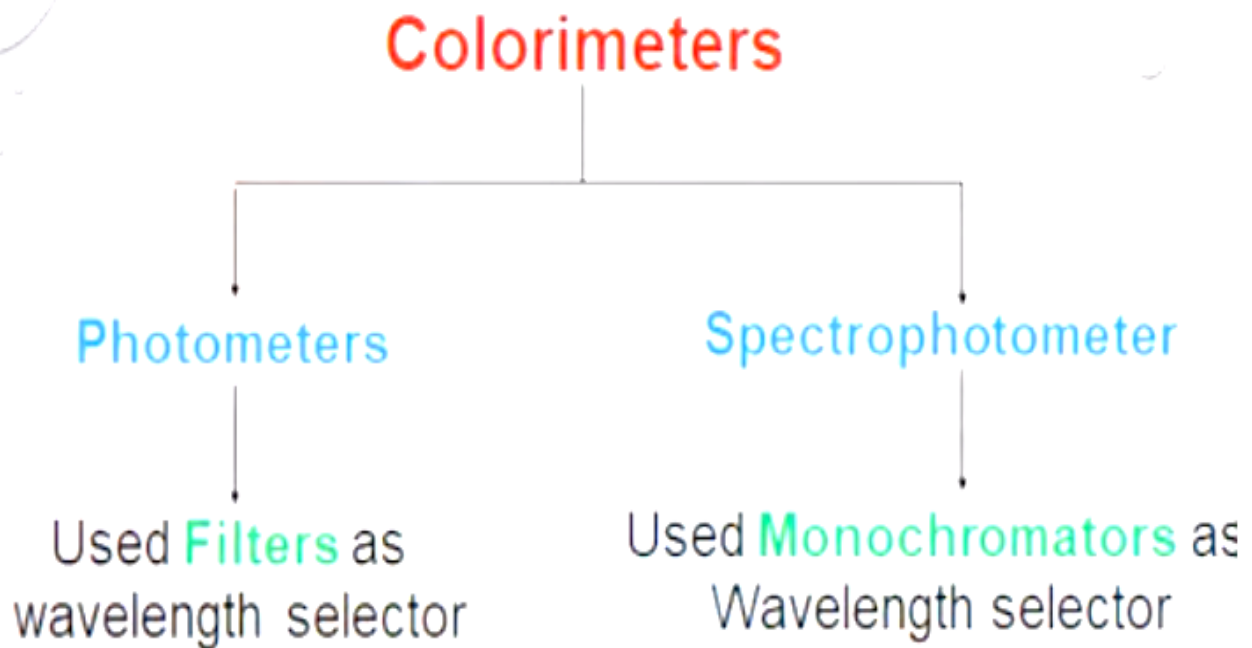 Colorimeters
Photometers
Spectrophotometer
Used Filters as
wavelength selector
Used Monochromators as
Wavelength selector